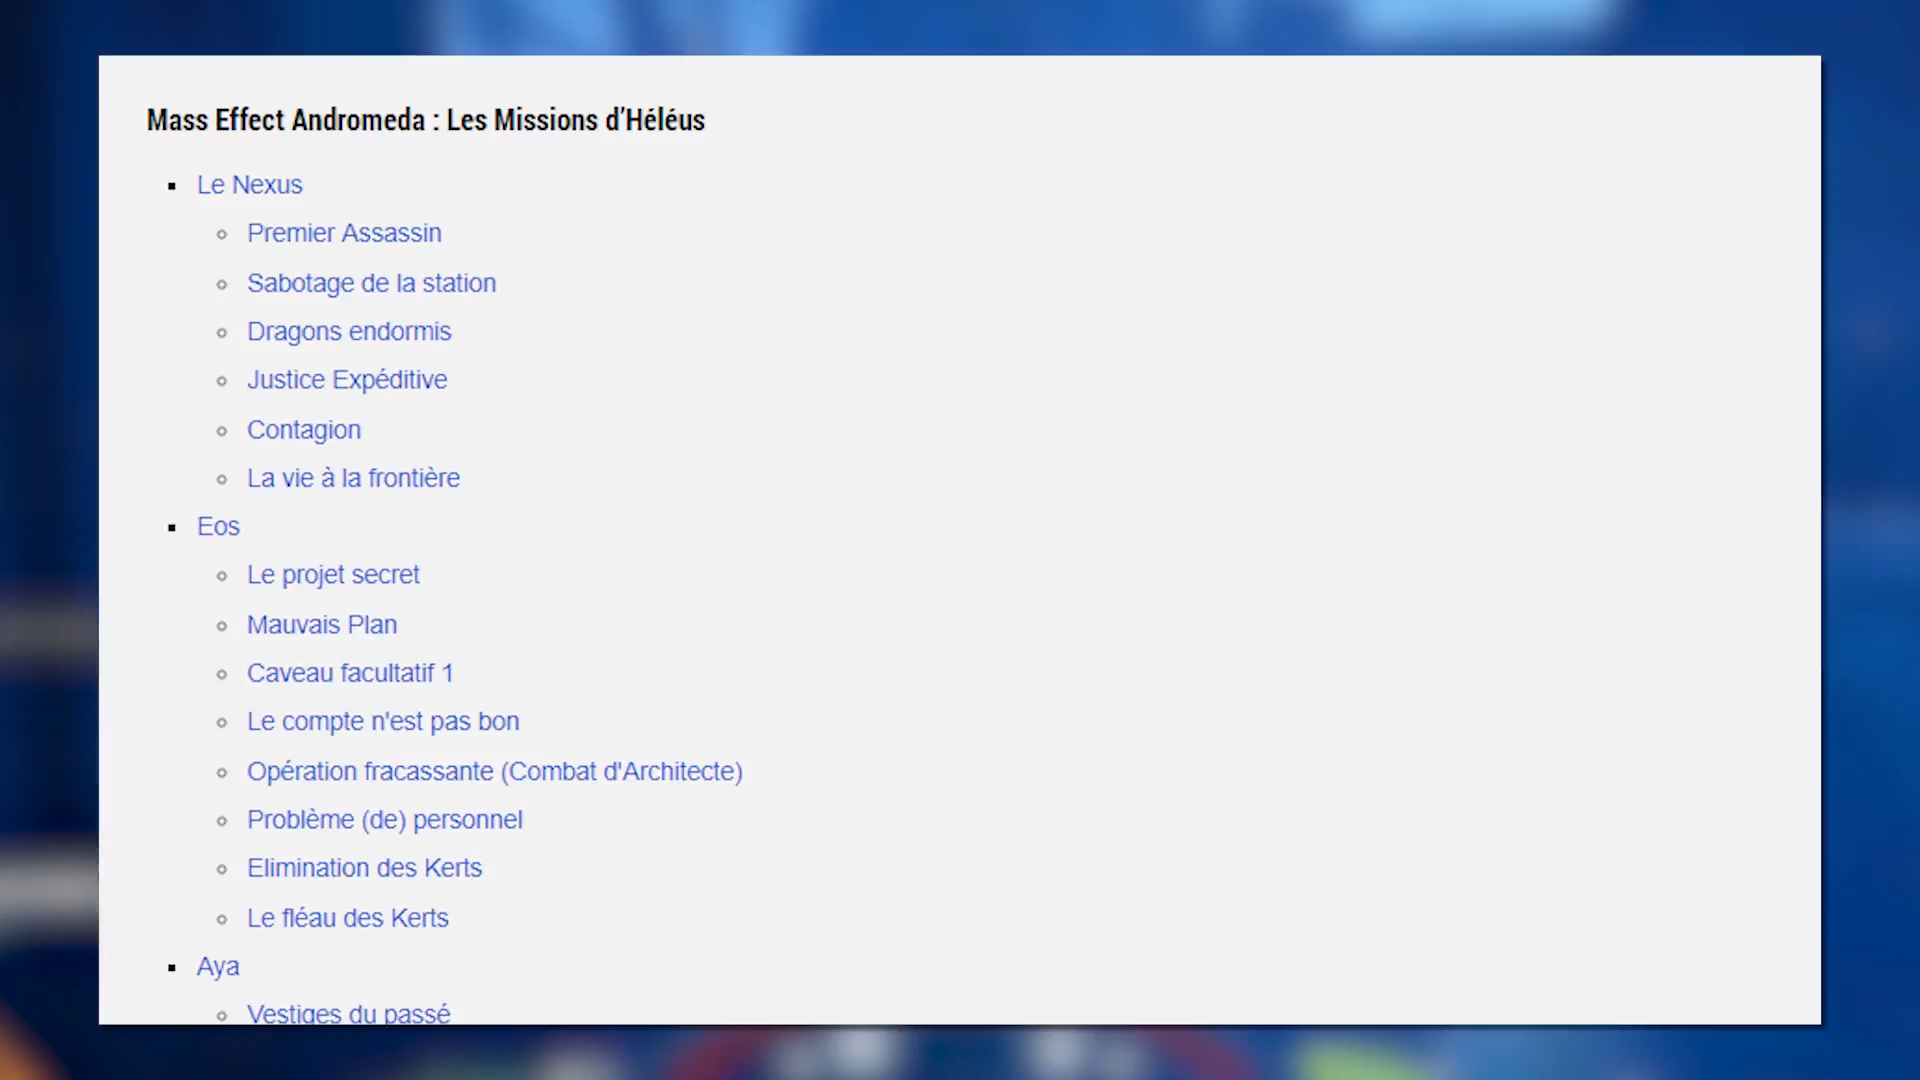 Mass Effect Andromeda : Les Missions d'Héléus
Le Nexus
Premier Assassin
Sabotage de la station
Dragons endormis
Justice Expéditive
Contagion
La vie à la frontière
Eos
Le projet secret
Mauvais Plan
Caveau facultatif 1
Le compte n'est pas bon
Opération fracassante (Combat d'Architecte)
Problème (de) personnel
Elimination des Kerts
Le fléau des Kerts
Aya
Vestiges du passé